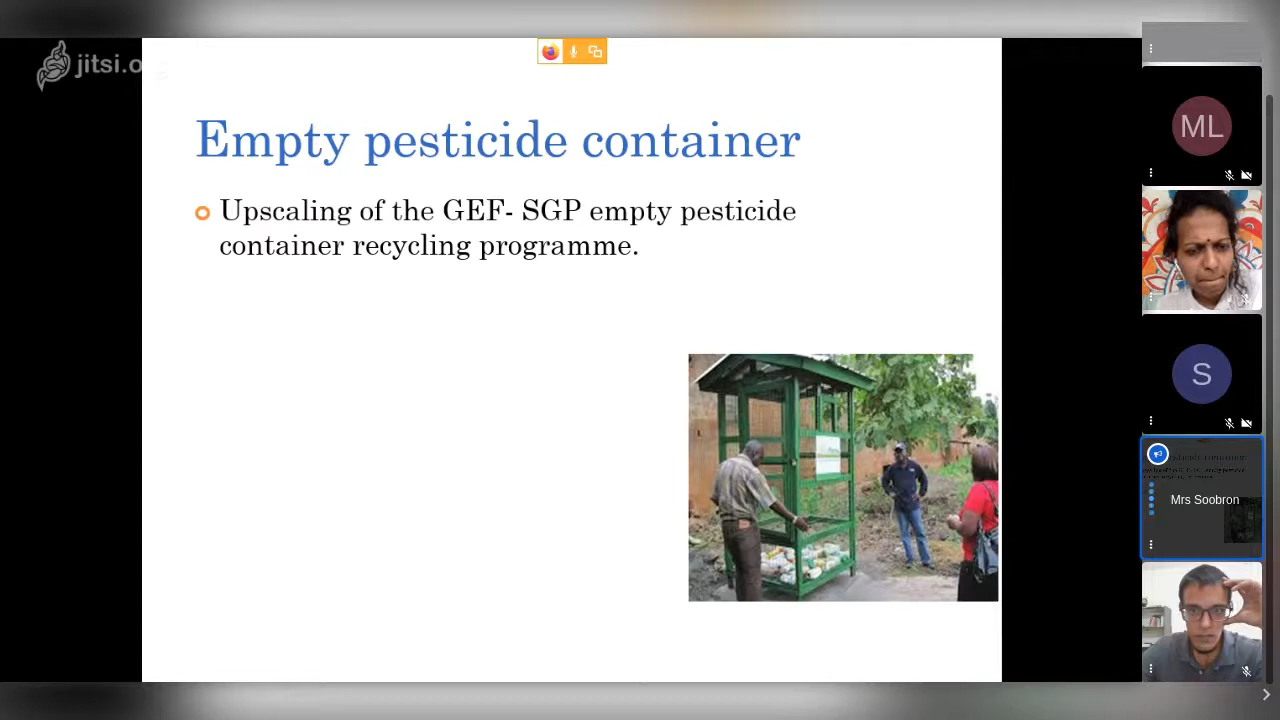 jitsi.o
Empty pesticide container
Upscaling of the GEF- SGP empty pesticide
container recycling programme.
ML
S
Mrs Soobron